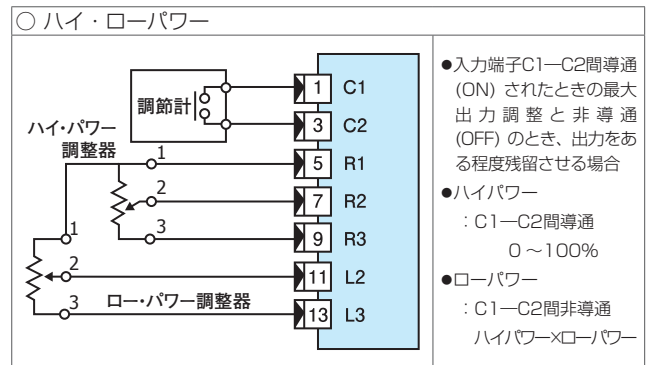 ○ ハイ・ローパワー
調節計
ハイ・パワー
調整器
1
2
3
1
2
3
ロー・パワー調整器
1 C1
3 C2
5 R1
7 R2
9 R3
11 L2
13 L3
●入力端子C1―C2間導通
(ON) されたときの最大
出力調整と非導通
(OFF) のとき、出力をあ
る程度残留させる場合
●ハイパワー
：C1―C2間導通
0～100%
●ローパワー
：C1―C2間非導通
ハイパワー×ローパワー